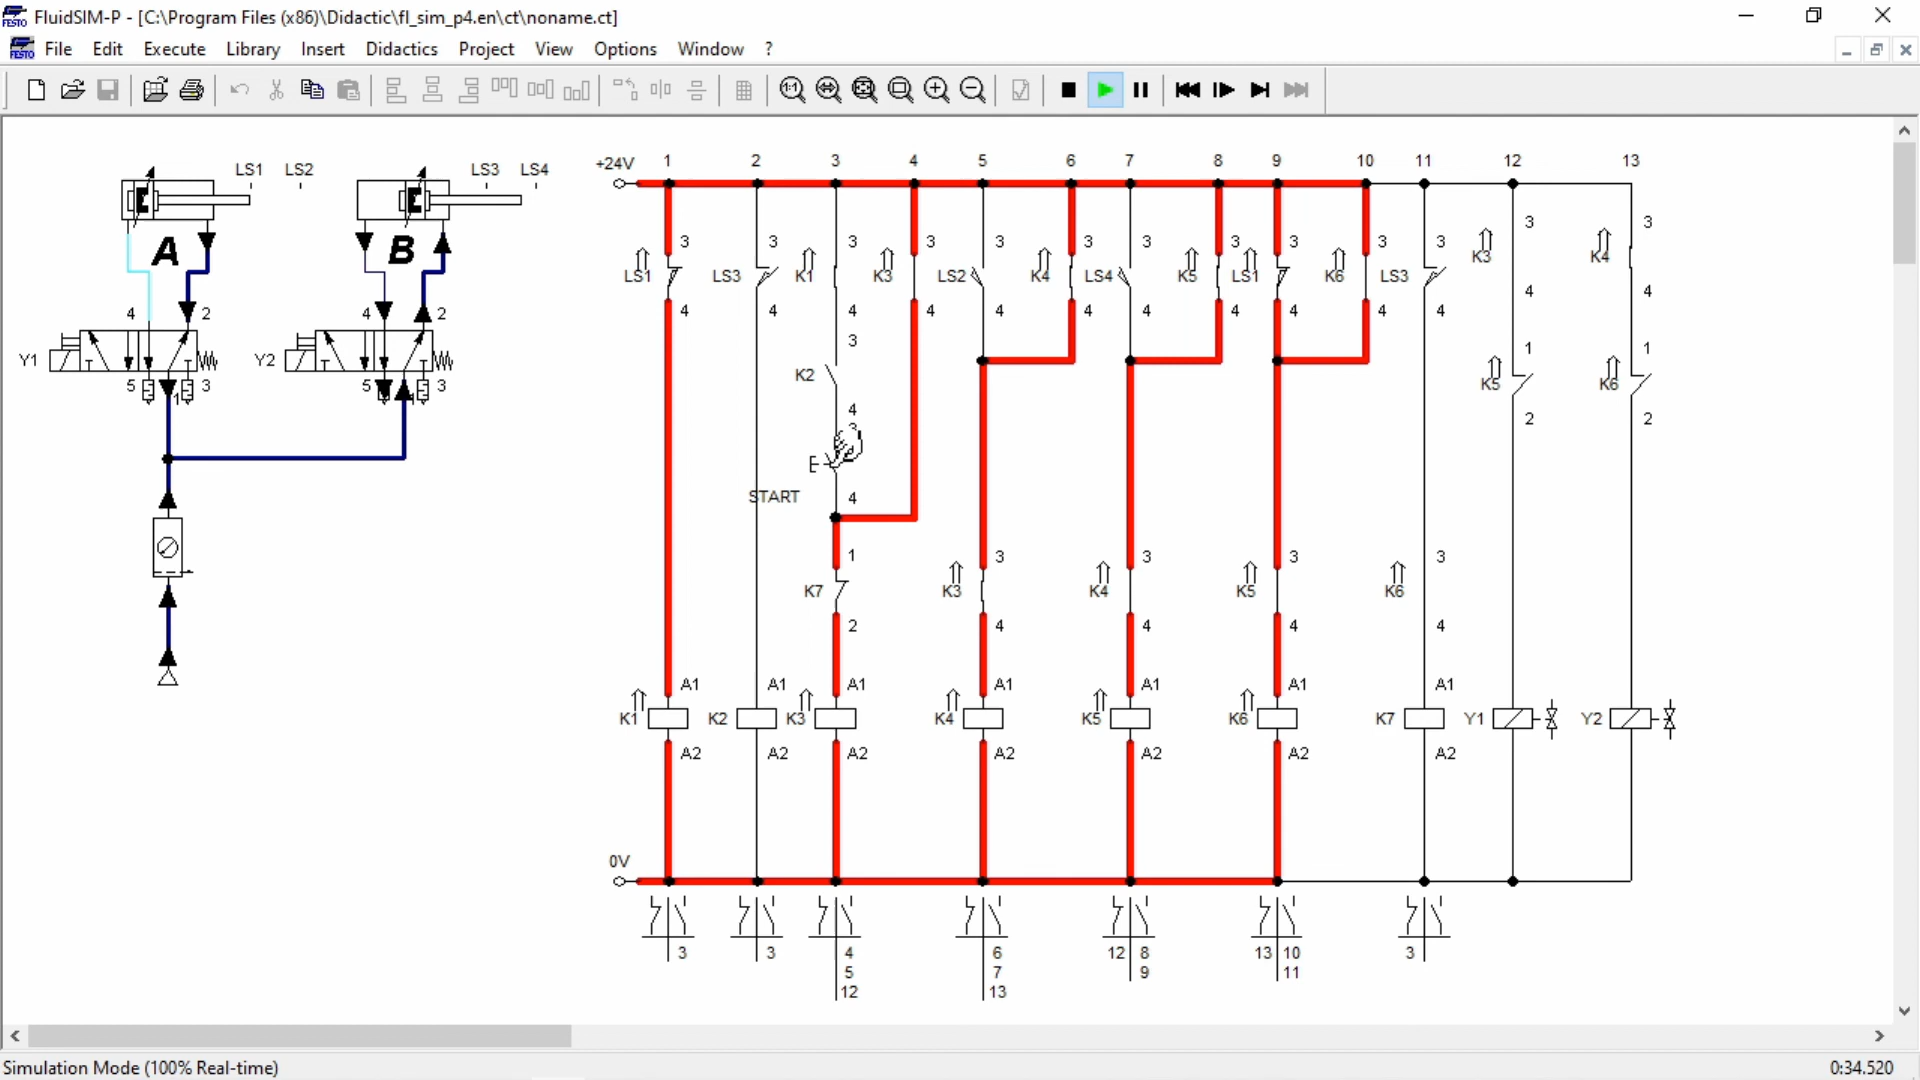 FluidSIM-P - [C:\Program Files (x86)\Didactic\fl_sim_p4.en\ct\noname.ct]
FESTO
File Edit Execute Library Insert Didactics Project View Options Window ?
FESTO
1:1
LS1 LS2 LS3 LS4
A B
4 2 4 2
Y1 Y2
5 1 3 5 1 3
+24V 1 2 3 4 5 6 7 8 9 10 11 12 13
3 3
K3 K4
3 3 3 3 3 3 3 3 3 3 3
LS1 LS3 K1 K3 LS2 K4 LS4 K5 LS1 K6 LS3
4 4
4 4 4 4 4 4 4 4 4 4 4
3 1 1
K2 K5 K6
4 2 2
3
E
START 4
1 3 3 3 3
K7 K3 K4 K5 K6
2 4 4 4 4
A1 A1 A1 A1 A1 A1 A1
K1 K2 K3 K4 K5 K6 K7 Y1 Y2
A2 A2 A2 A2 A2 A2 A2
0V
3 3 4 6 12 8 13 10 3
5 7 9 11
12 13
Simulation Mode (100% Real-time) 0:34.520